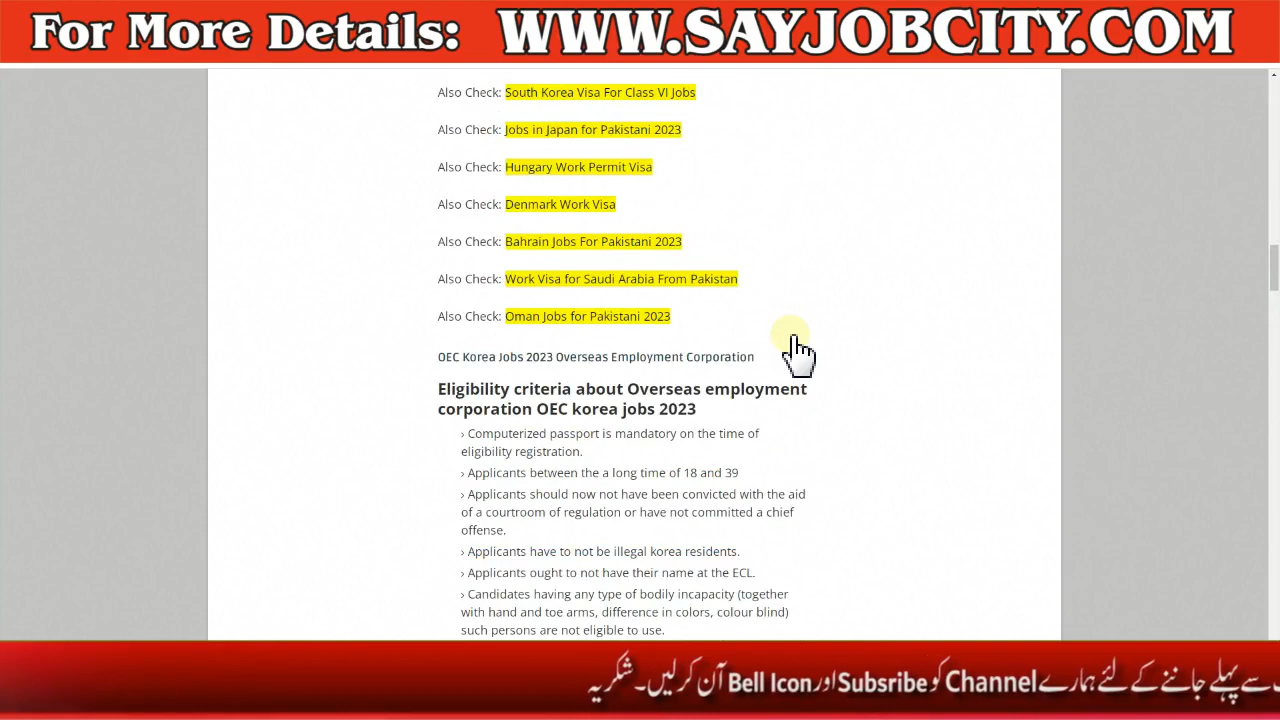 For More Details: WWW.SAYJOBCITY.COM
Also Check: South Korea Visa For Class VI Jobs
Also Check: Jobs in Japan for Pakistani 2023
Also Check: Hungary Work Permit Visa
Also Check: Denmark Work Visa
Also Check: Bahrain Jobs For Pakistani 2023
Also Check: Work Visa for Saudi Arabia From Pakistan
Also Check: Oman Jobs for Pakistani 2023
OEC Korea Jobs 2023 Overseas Employment Corporation
Eligibility criteria about Overseas employment
corporation OEC korea jobs 2023
› Computerized passport is mandatory on the time of
eligibility registration.
› Applicants between the a long time of 18 and 39
› Applicants should now not have been convicted with the aid
of a courtroom of regulation or have not committed a chief
offense.
› Applicants have to not be illegal korea residents.
› Applicants ought to not have their name at the ECL.
› Candidates having any type of bodily incapacity (together
with hand and toe arms, difference in colors, colour blind)
such persons are not eligible to use.
سے پہلے جاننے کے لئے ہمارے Channel کو Subsribe اور Bell Icon آن کرلیں۔ شکریہ